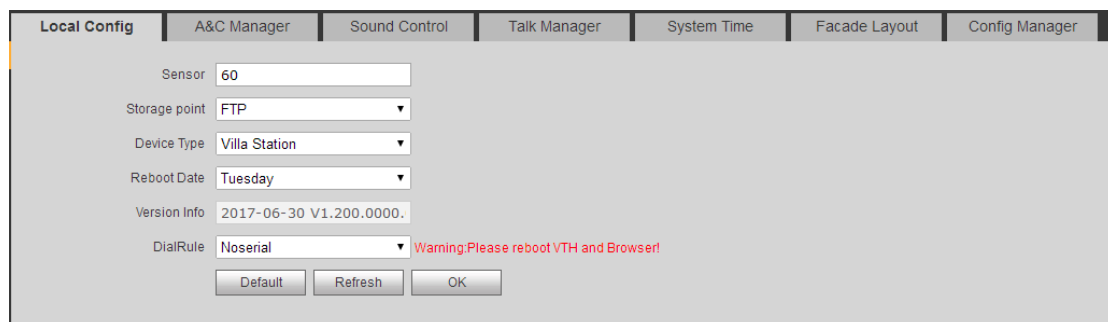 Local Config A&C Manager Sound Control Talk Manager System Time Facade Layout Config Manager
Sensor 60
Storage point FTP
Device Type Villa Station
Reboot Date Tuesday
Version Info 2017-06-30 V1.200.0000.
DialRule Noserial Warning:Please reboot VTH and Browser!
Default Refresh OK